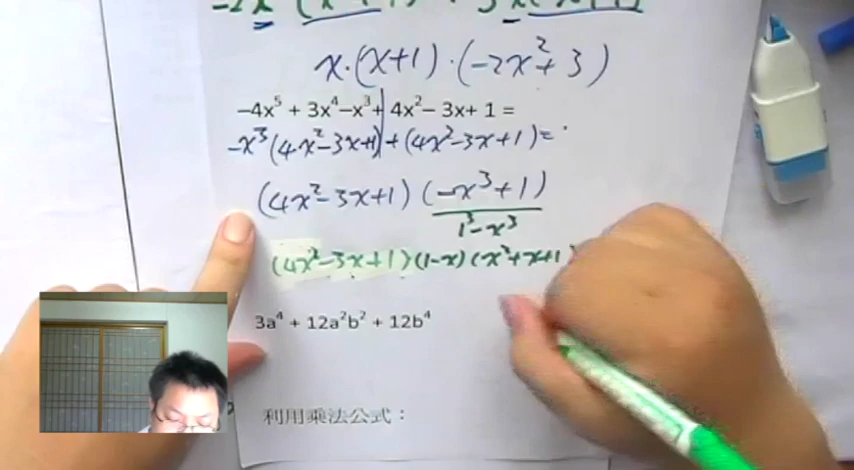 x·(x+1)·(-2x²+3)
-4x⁵ + 3x⁴-x³+ 4x²- 3x+ 1 =
-x³(4x²-3x+1)+(4x²-3x+1)=
(4x²-3x+1)(-x³+1)
1³-x³
(4x²-3x+1)(1-x)(x²+x+1)
3a⁴ + 12a²b² + 12b⁴
利用乘法公式：